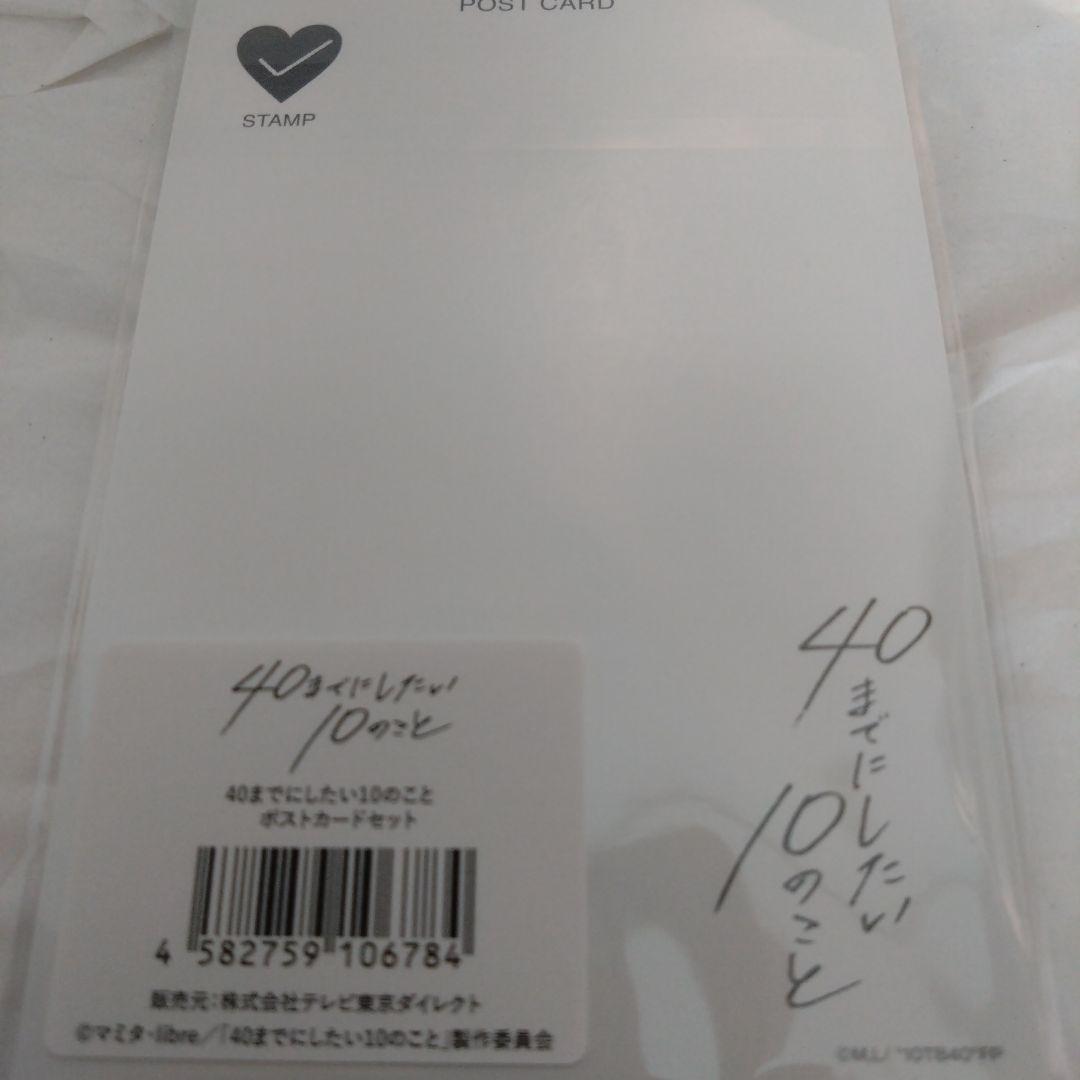 POST CARD
STAMP
40までにしたい
10のこと
40までにしたい10のこと
ポストカードセット
4 582759 106784
販売元:株式会社テレビ東京ダイレクト
©マミタ・libre/「40までにしたい10のこと」製作委員会
40までにしたい
10のこと
©M.L/ "10TB40"FP